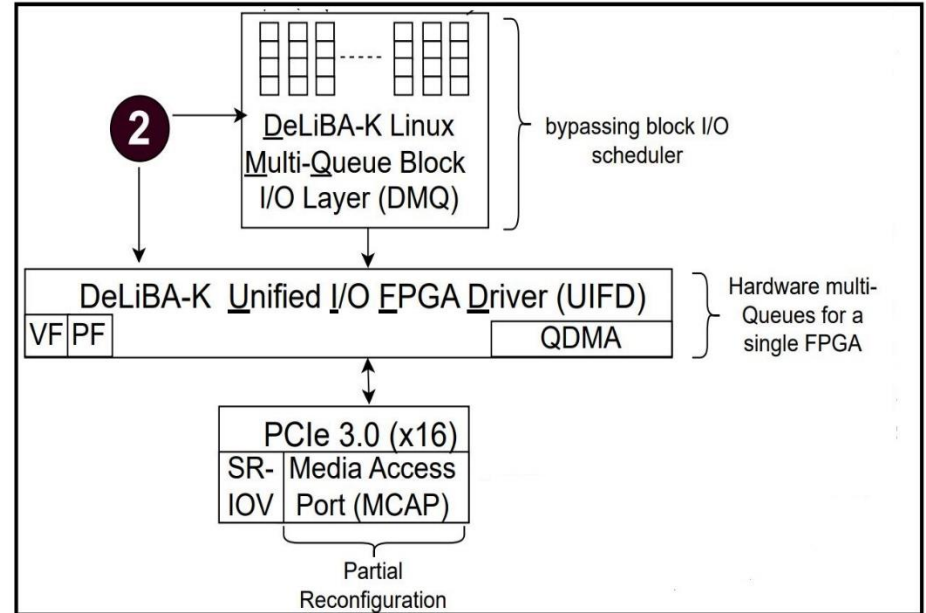 2
DeLiBA-K Linux
Multi-Queue Block
I/O Layer (DMQ)
bypassing block I/O
scheduler
DeLiBA-K Unified I/O FPGA Driver (UIFD)
VF PF
QDMA
Hardware multi-
Queues for a
single FPGA
PCIe 3.0 (x16)
SR-
IOV
Media Access
Port (MCAP)
Partial
Reconfiguration